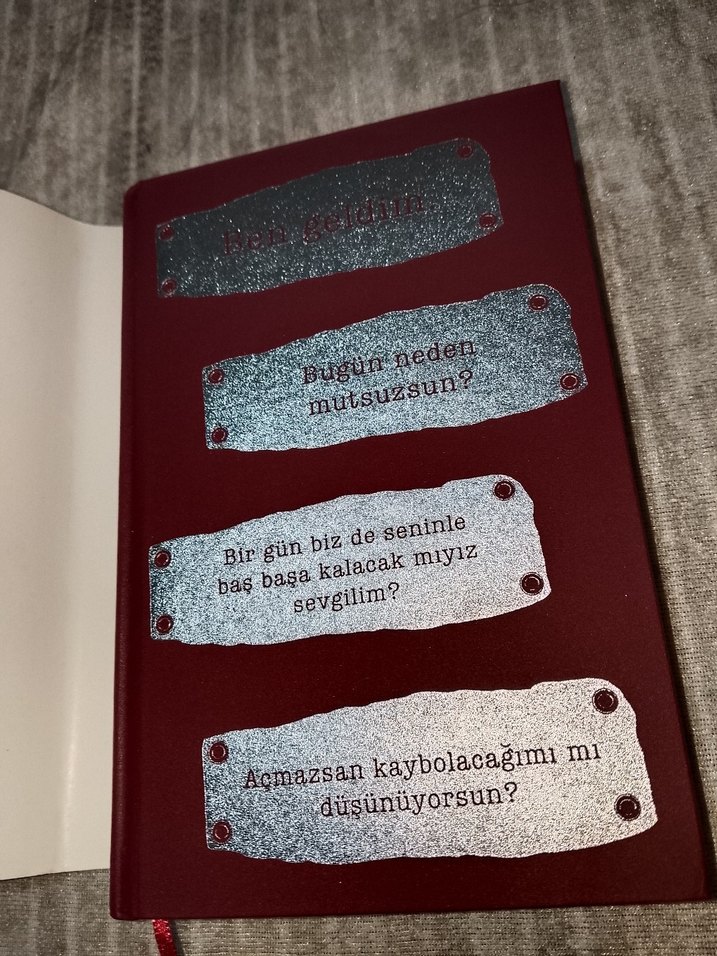 Ben geldim.
Bugün neden
mutsuzsun?
Bir gün biz de seninle
baş başa kalacak mıyız
sevgilim?
Açmazsan kaybolacağımı mı
düşünüyorsun?